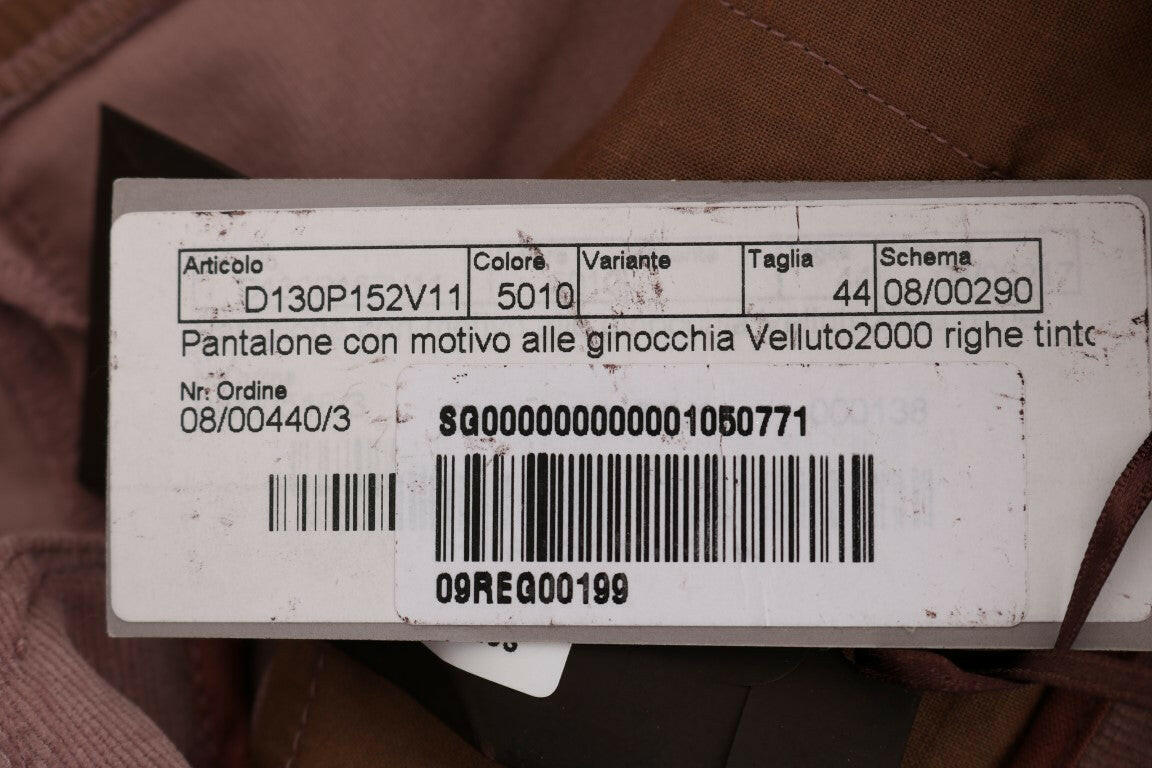 Articolo Colore Variante Taglia Schema
D130P152V11 5010 44 08/00290
Pantalone con motivo alle ginocchia Velluto2000 righe tinto
Nr. Ordine
08/00440/3
SG000000000001050771
09REG00199